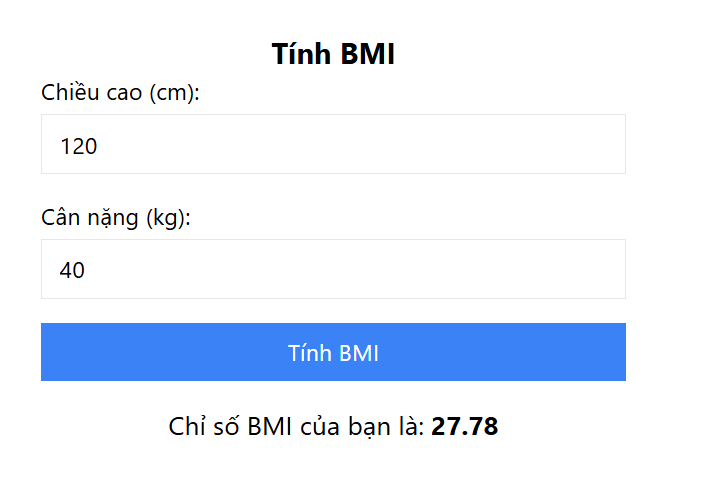 Tính BMI
Chiều cao (cm):
120
Cân nặng (kg):
40
Tính BMI
Chỉ số BMI của bạn là: 27.78